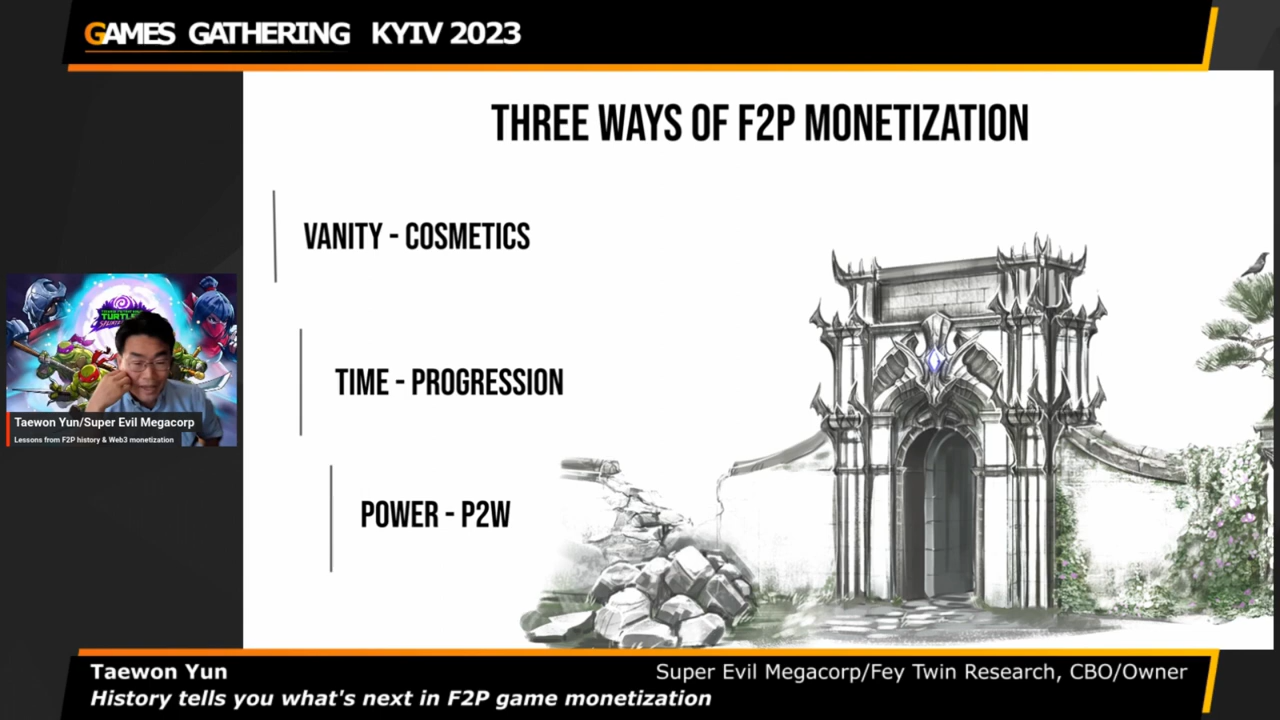 GAMES GATHERING KYIV 2023
THREE WAYS OF F2P MONETIZATION
VANITY - COSMETICS
TIME - PROGRESSION
POWER - P2W
Taewon Yun/Super Evil Megacorp
Lessons from F2P history & Web3 monetization
Taewon Yun
Super Evil Megacorp/Fey Twin Research, CBO/Owner
History tells you what's next in F2P game monetization